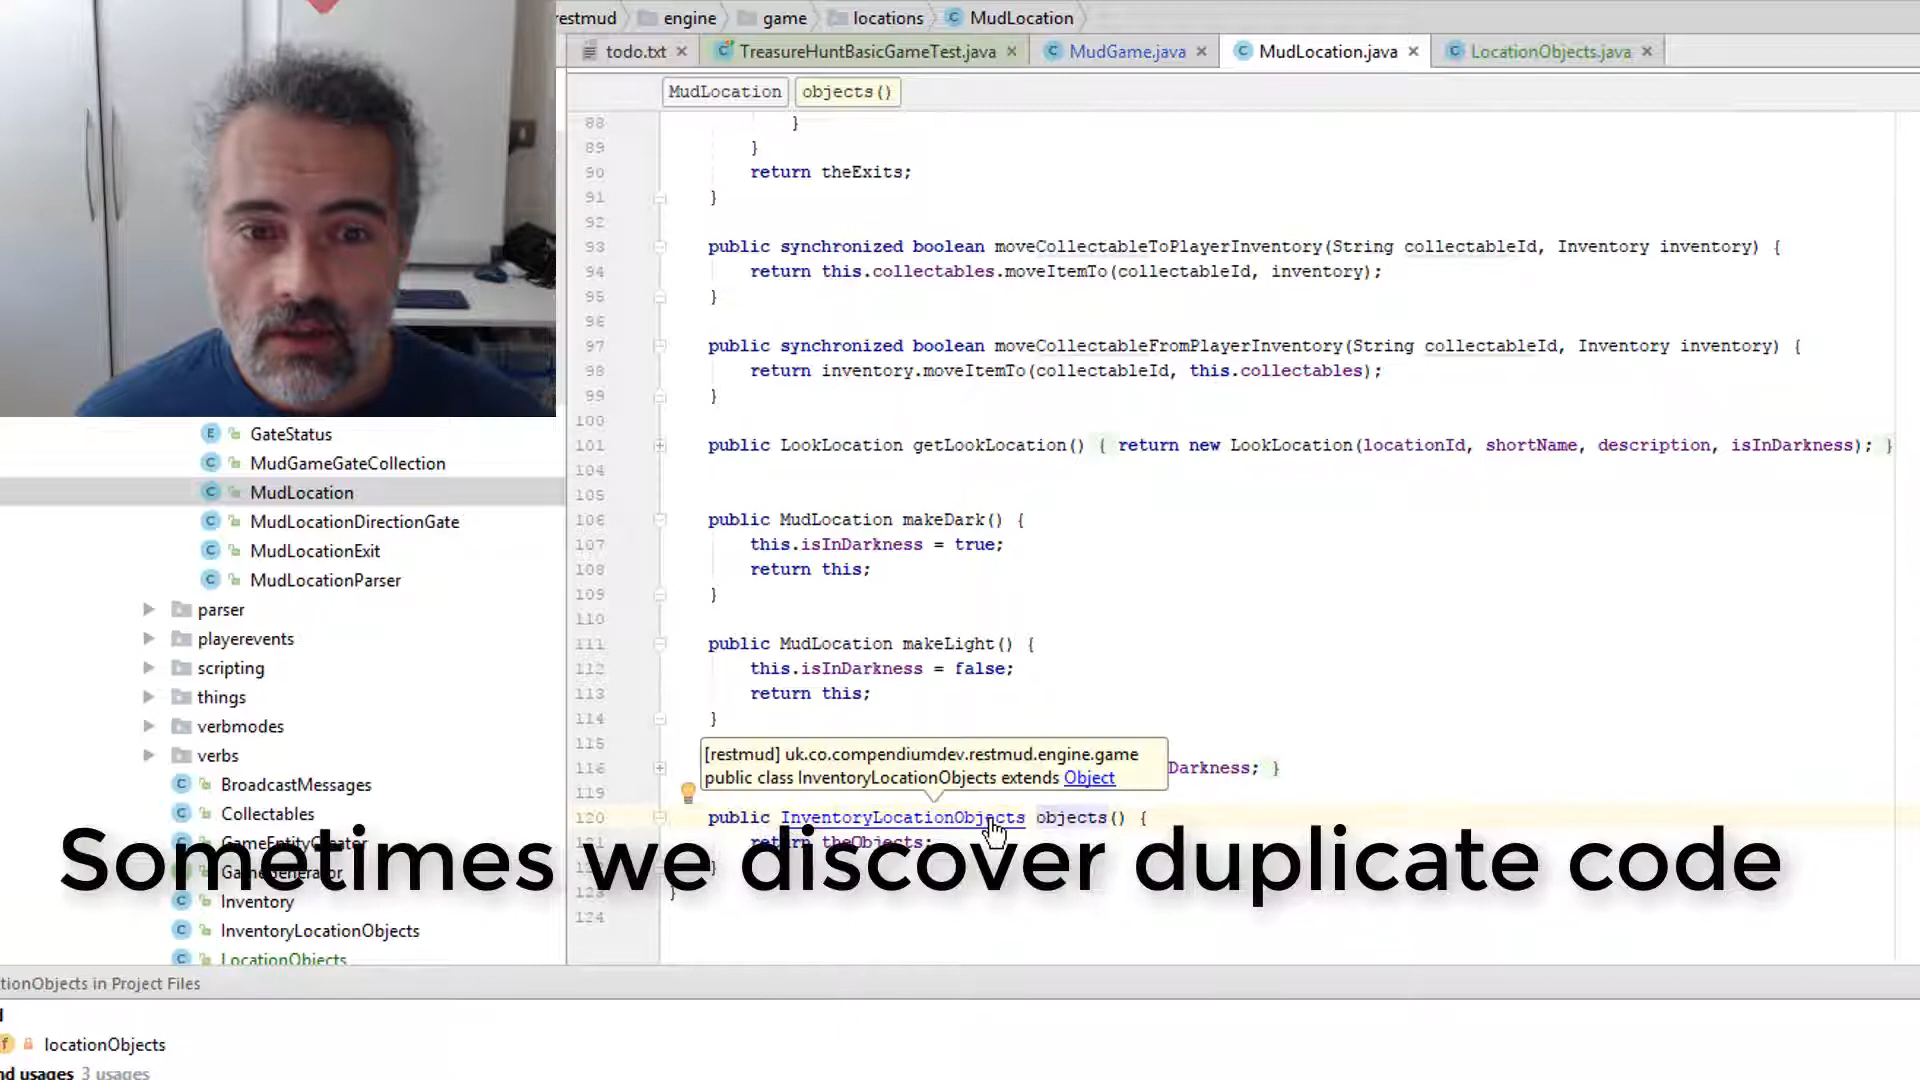 restmud engine game locations MudLocation
todo.txt TreasureHuntBasicGameTest.java MudGame.java MudLocation.java LocationObjects.java
MudLocation objects()
88 }
89 }
90 return theExits;
91 }
92
93 public synchronized boolean moveCollectableToPlayerInventory(String collectableId, Inventory inventory) {
94 return this.collectables.moveItemTo(collectableId, inventory);
95 }
96
97 public synchronized boolean moveCollectableFromPlayerInventory(String collectableId, Inventory inventory) {
98 return inventory.moveItemTo(collectableId, this.collectables);
99 }
100
101 public LookLocation getLookLocation() { return new LookLocation(locationId, shortName, description, isInDarkness); }
104
105
106 public MudLocation makeDark() {
107 this.isInDarkness = true;
108 return this;
109 }
110
111 public MudLocation makeLight() {
112 this.isInDarkness = false;
113 return this;
114 }
115
[restmud] uk.co.compendiumdev.restmud.engine.game
public class InventoryLocationObjects extends Object
116 Darkness; }
119
120 public InventoryLocationObjects objects() {
return theObjects;
}
123 }
124
GateStatus
MudGameGateCollection
MudLocation
MudLocationDirectionGate
MudLocationExit
MudLocationParser
parser
playerevents
scripting
things
verbmodes
verbs
BroadcastMessages
Collectables
GameEntityCreator
GameGenerator
Inventory
InventoryLocationObjects
LocationObjects
Sometimes we discover duplicate code
tionObjects in Project Files
locationObjects
nd usages 3 usages